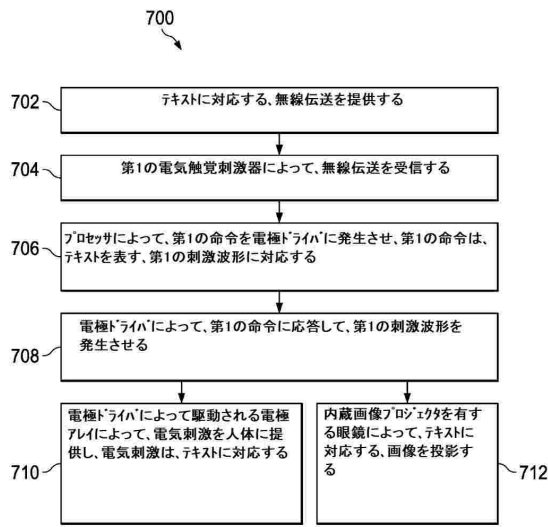 700
702
テキストに対応する、無線伝送を提供する
704
第1の電気触覚刺激器によって、無線伝送を受信する
706
プロセッサによって、第1の命令を電極ドライバに発生させ、第1の命令は、
テキストを表す、第1の刺激波形に対応する
708
電極ドライバによって、第1の命令に応答して、第1の刺激波形を
発生させる
710
電極ドライバによって駆動される電極
アレイによって、電気刺激を人体に提
供し、電気刺激は、テキストに対応する
内蔵画像プロジェクタを有す
る眼鏡によって、テキストに
対応する、画像を投影す
る
712